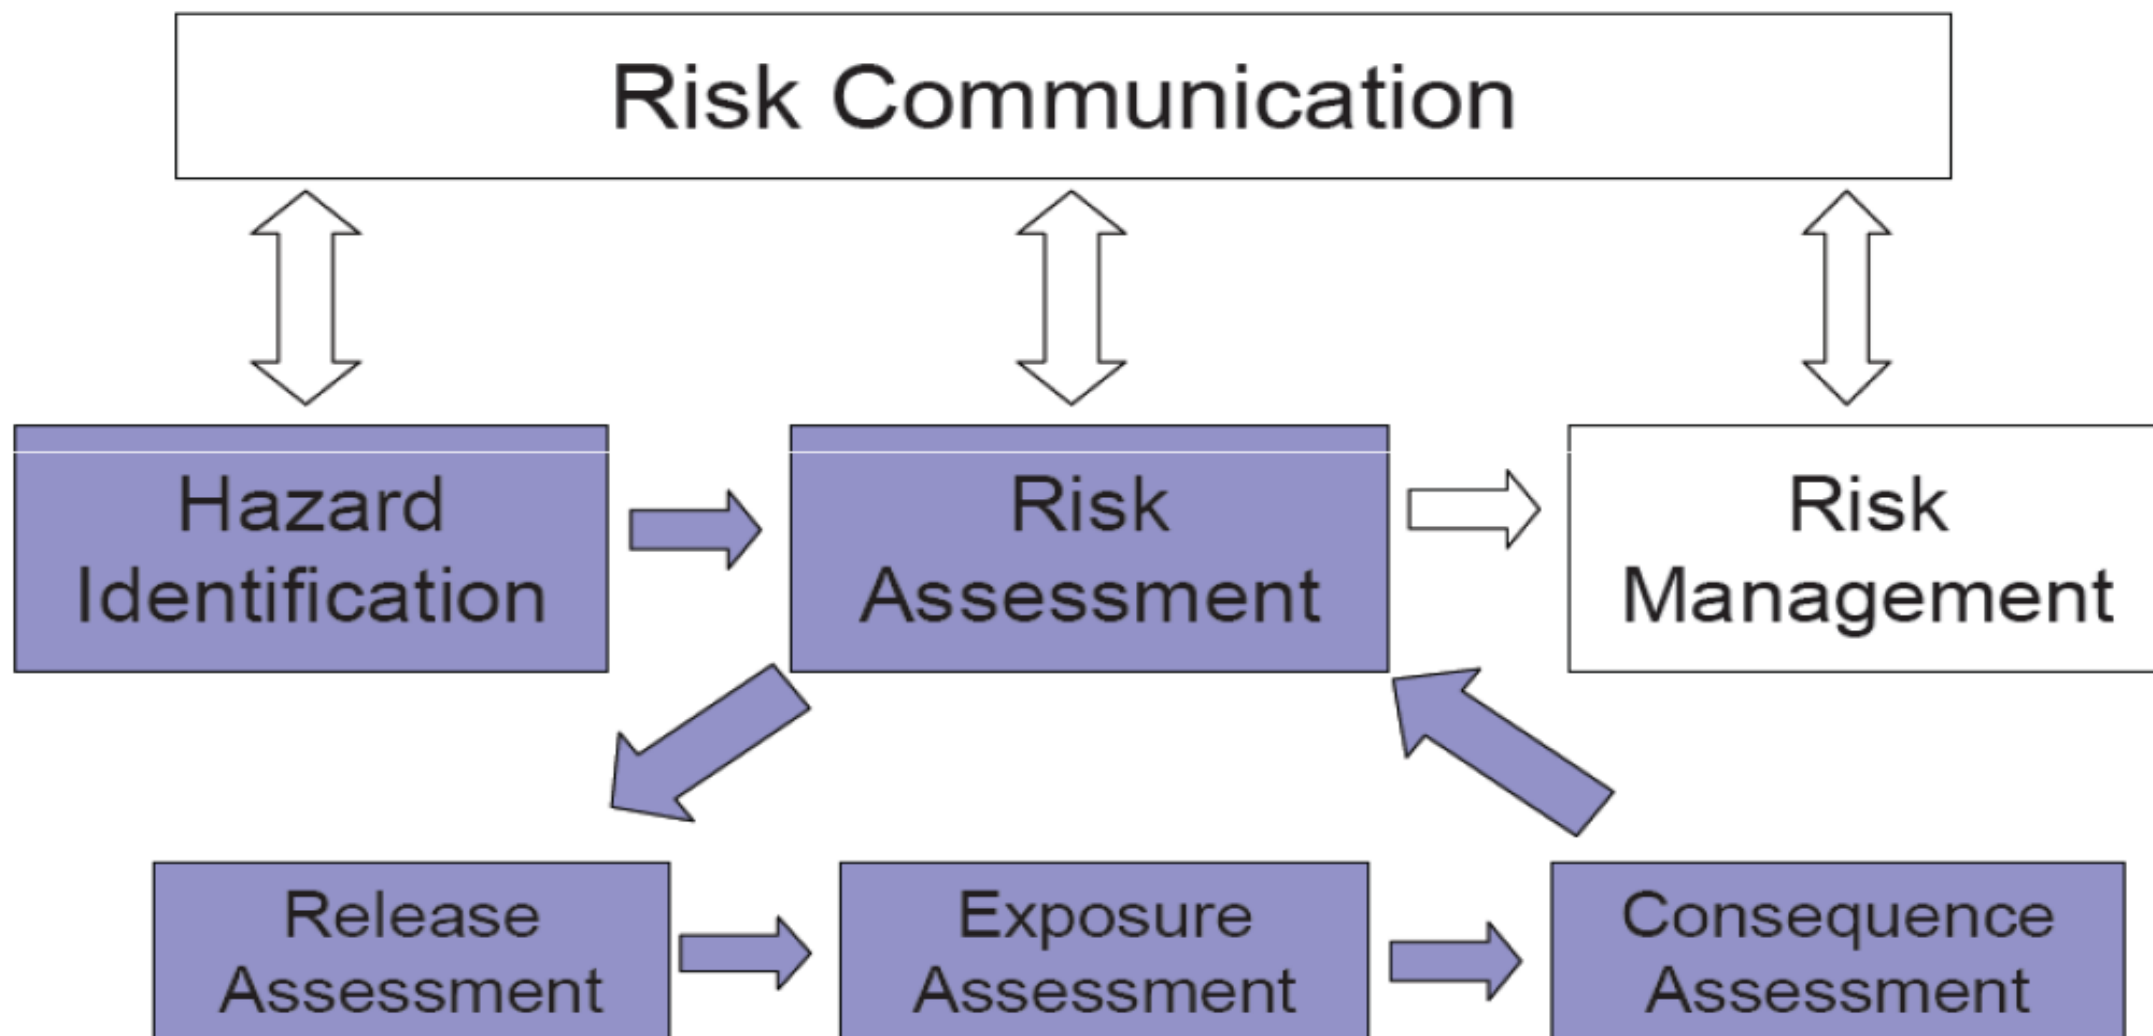 Risk Communication
Hazard
Identification
Risk
Assessment
Risk
Management
Release
Assessment
Exposure
Assessment
Consequence
Assessment